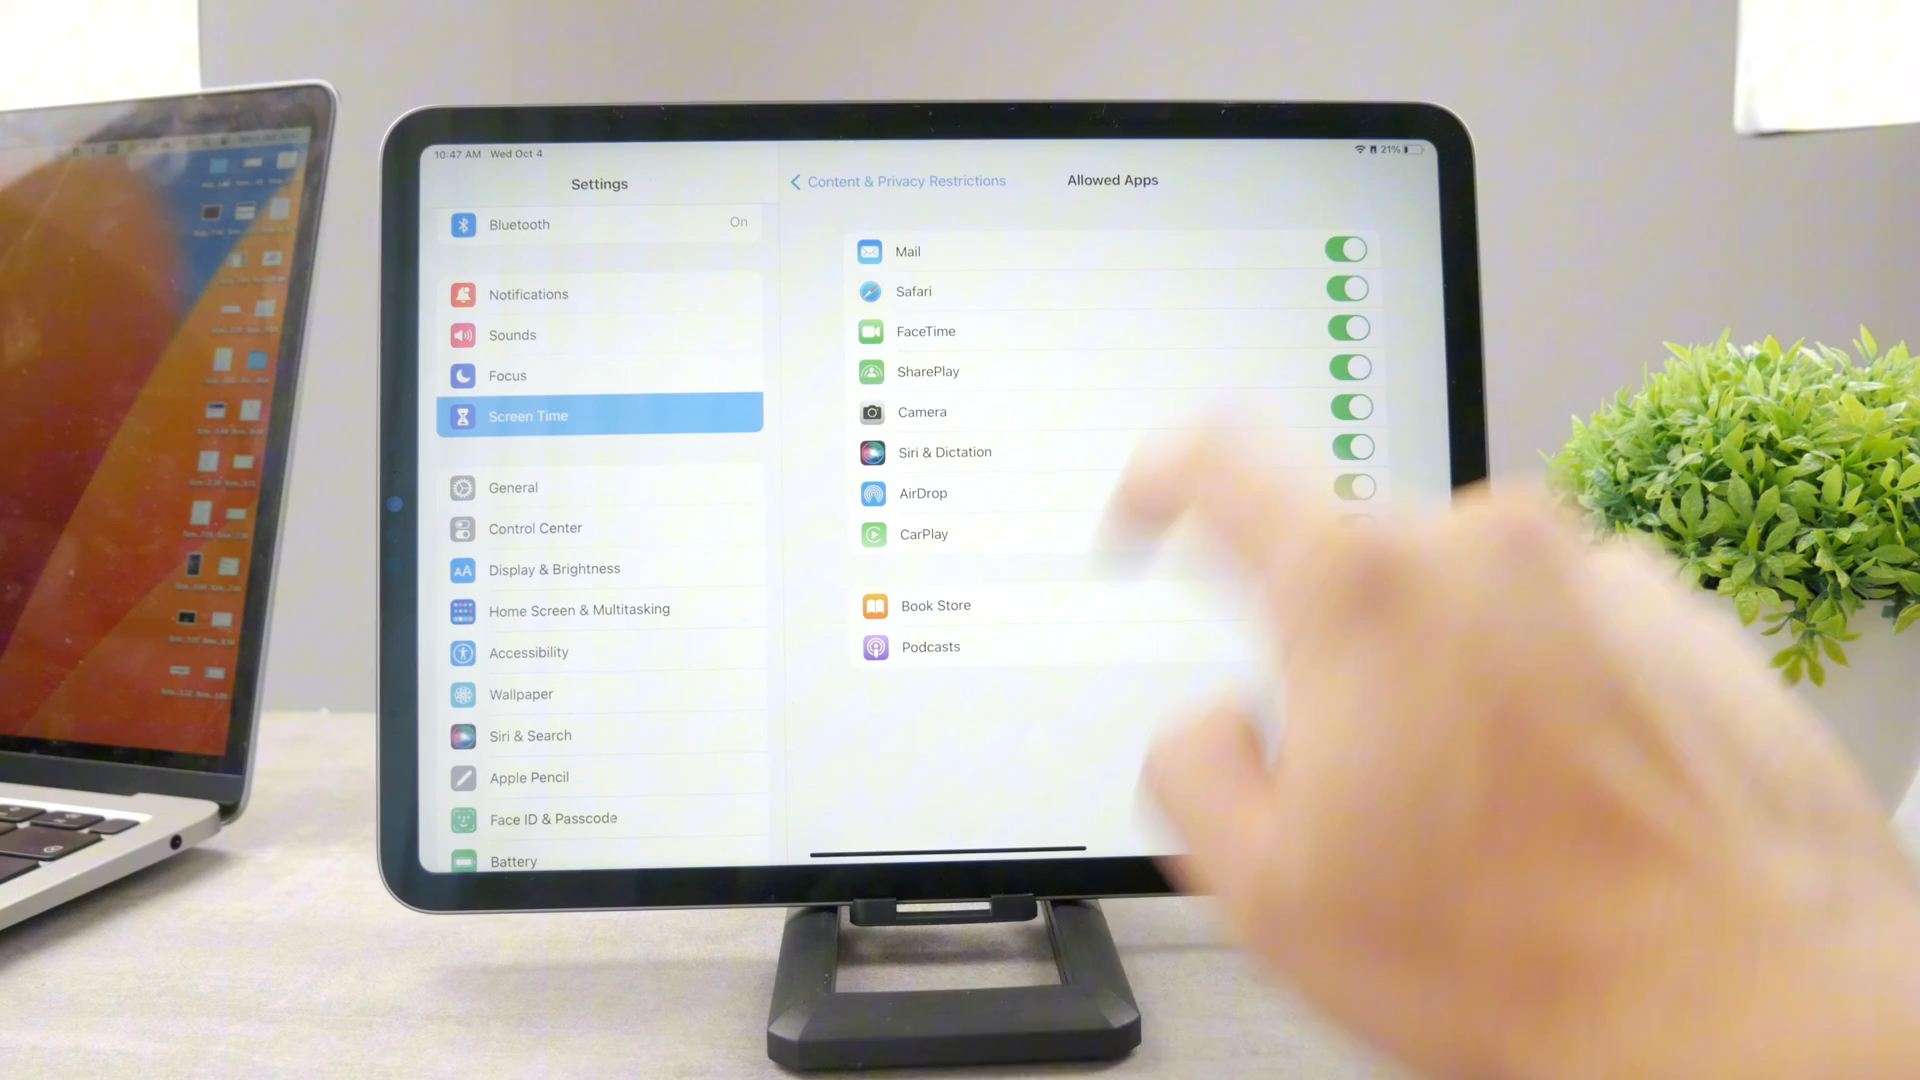 10:47 AM Wed Oct 4
21%
Settings
Bluetooth On
Notifications
Sounds
Focus
Screen Time
General
Control Center
AA Display & Brightness
Home Screen & Multitasking
Accessibility
Wallpaper
Siri & Search
Apple Pencil
Face ID & Passcode
Battery
Content & Privacy Restrictions Allowed Apps
Mail
Safari
FaceTime
SharePlay
Camera
Siri & Dictation
AirDrop
CarPlay
Book Store
Podcasts